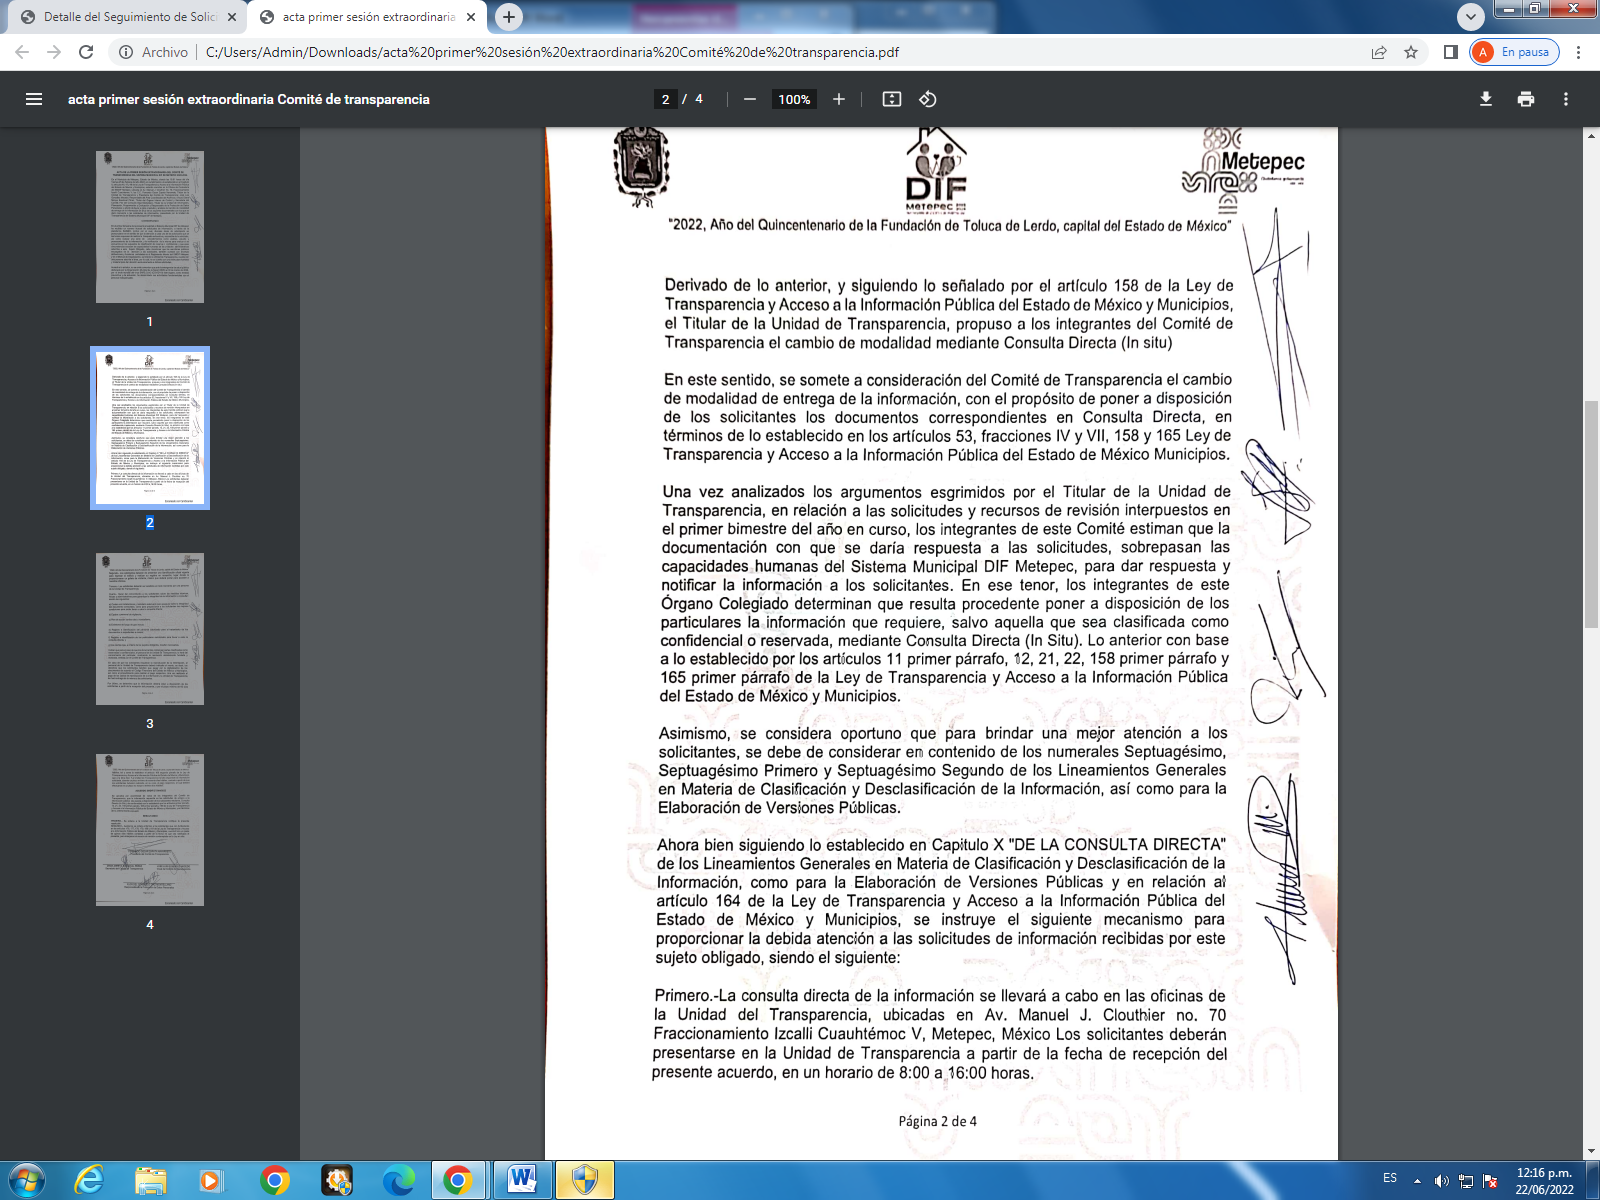 Detalle del Seguimiento de Solici
acta primer sesión extraordinaria
Archivo
C:/Users/Admin/Downloads/acta%20primer%20sesión%20extraordinaria%20Comité%20de%20transparencia.pdf
A En pausa
acta primer sesión extraordinaria Comité de transparencia
2 / 4
100%
1
2
3
4
DIF
METEPEC
Metepec
"2022, Año del Quincentenario de la Fundación de Toluca de Lerdo, capital del Estado de México"
Derivado de lo anterior, y siguiendo lo señalado por el artículo 158 de la Ley de
Transparencia y Acceso a la Información Pública del Estado de México y Municipios,
el Titular de la Unidad de Transparencia, propuso a los integrantes del Comité de
Transparencia el cambio de modalidad mediante Consulta Directa (In situ)
En este sentido, se somete a consideración del Comité de Transparencia el cambio
de modalidad de entrega de la información, con el propósito de poner a disposición
de los solicitantes los documentos correspondientes en Consulta Directa, en
términos de lo establecido en los artículos 53, fracciones IV y VII, 158 y 165 Ley de
Transparencia y Acceso a la Información Pública del Estado de México Municipios.
Una vez analizados los argumentos esgrimidos por el Titular de la Unidad de
Transparencia, en relación a las solicitudes y recursos de revisión interpuestos en
el primer bimestre del año en curso, los integrantes de este Comité estiman que la
documentación con que se daría respuesta a las solicitudes, sobrepasan las
capacidades humanas del Sistema Municipal DIF Metepec, para dar respuesta y
notificar la información a los solicitantes. En ese tenor, los integrantes de este
Órgano Colegiado determinan que resulta procedente poner a disposición de los
particulares la información que requiere, salvo aquella que sea clasificada como
confidencial o reservada, mediante Consulta Directa (In Situ). Lo anterior con base
a lo establecido por los artículos 11 primer párrafo, 12, 21, 22, 158 primer párrafo y
165 primer párrafo de la Ley de Transparencia y Acceso a la Información Pública
del Estado de México y Municipios.
Asimismo, se considera oportuno que para brindar una mejor atención a los
solicitantes, se debe de considerar en contenido de los numerales Septuagésimo,
Septuagésimo Primero y Septuagésimo Segundo de los Lineamientos Generales
en Materia de Clasificación y Desclasificación de la Información, así como para la
Elaboración de Versiones Públicas.
Ahora bien siguiendo lo establecido en Capítulo X "DE LA CONSULTA DIRECTA"
de los Lineamientos Generales en Materia de Clasificación y Desclasificación de la
Información, como para la Elaboración de Versiones Públicas y en relación al
artículo 164 de la Ley de Transparencia y Acceso a la Información Pública del
Estado de México y Municipios, se instruye el siguiente mecanismo para
proporcionar la debida atención a las solicitudes de información recibidas por este
sujeto obligado, siendo el siguiente:
Primero.-La consulta directa de la información se llevará a cabo en las oficinas de
la Unidad del Transparencia, ubicadas en Av. Manuel J. Clouthier no. 70
Fraccionamiento Izcalli Cuauhtémoc V, Metepec, México Los solicitantes deberán
presentarse en la Unidad de Transparencia a partir de la fecha de recepción del
presente acuerdo, en un horario de 8:00 a 16:00 horas.
Página 2 de 4
ES
12:16 p.m.
22/06/2022